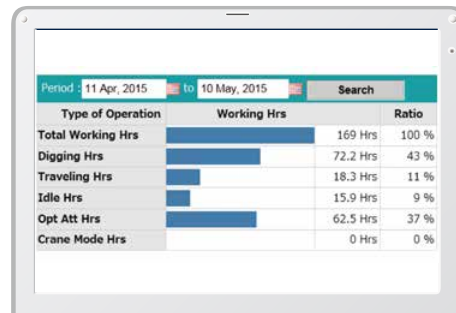 Period : 11 Apr, 2015 to 10 May, 2015 Search
Type of Operation Working Hrs Ratio
Total Working Hrs 169 Hrs 100 %
Digging Hrs 72.2 Hrs 43 %
Traveling Hrs 18.3 Hrs 11 %
Idle Hrs 15.9 Hrs 9 %
Opt Att Hrs 62.5 Hrs 37 %
Crane Mode Hrs 0 Hrs 0 %